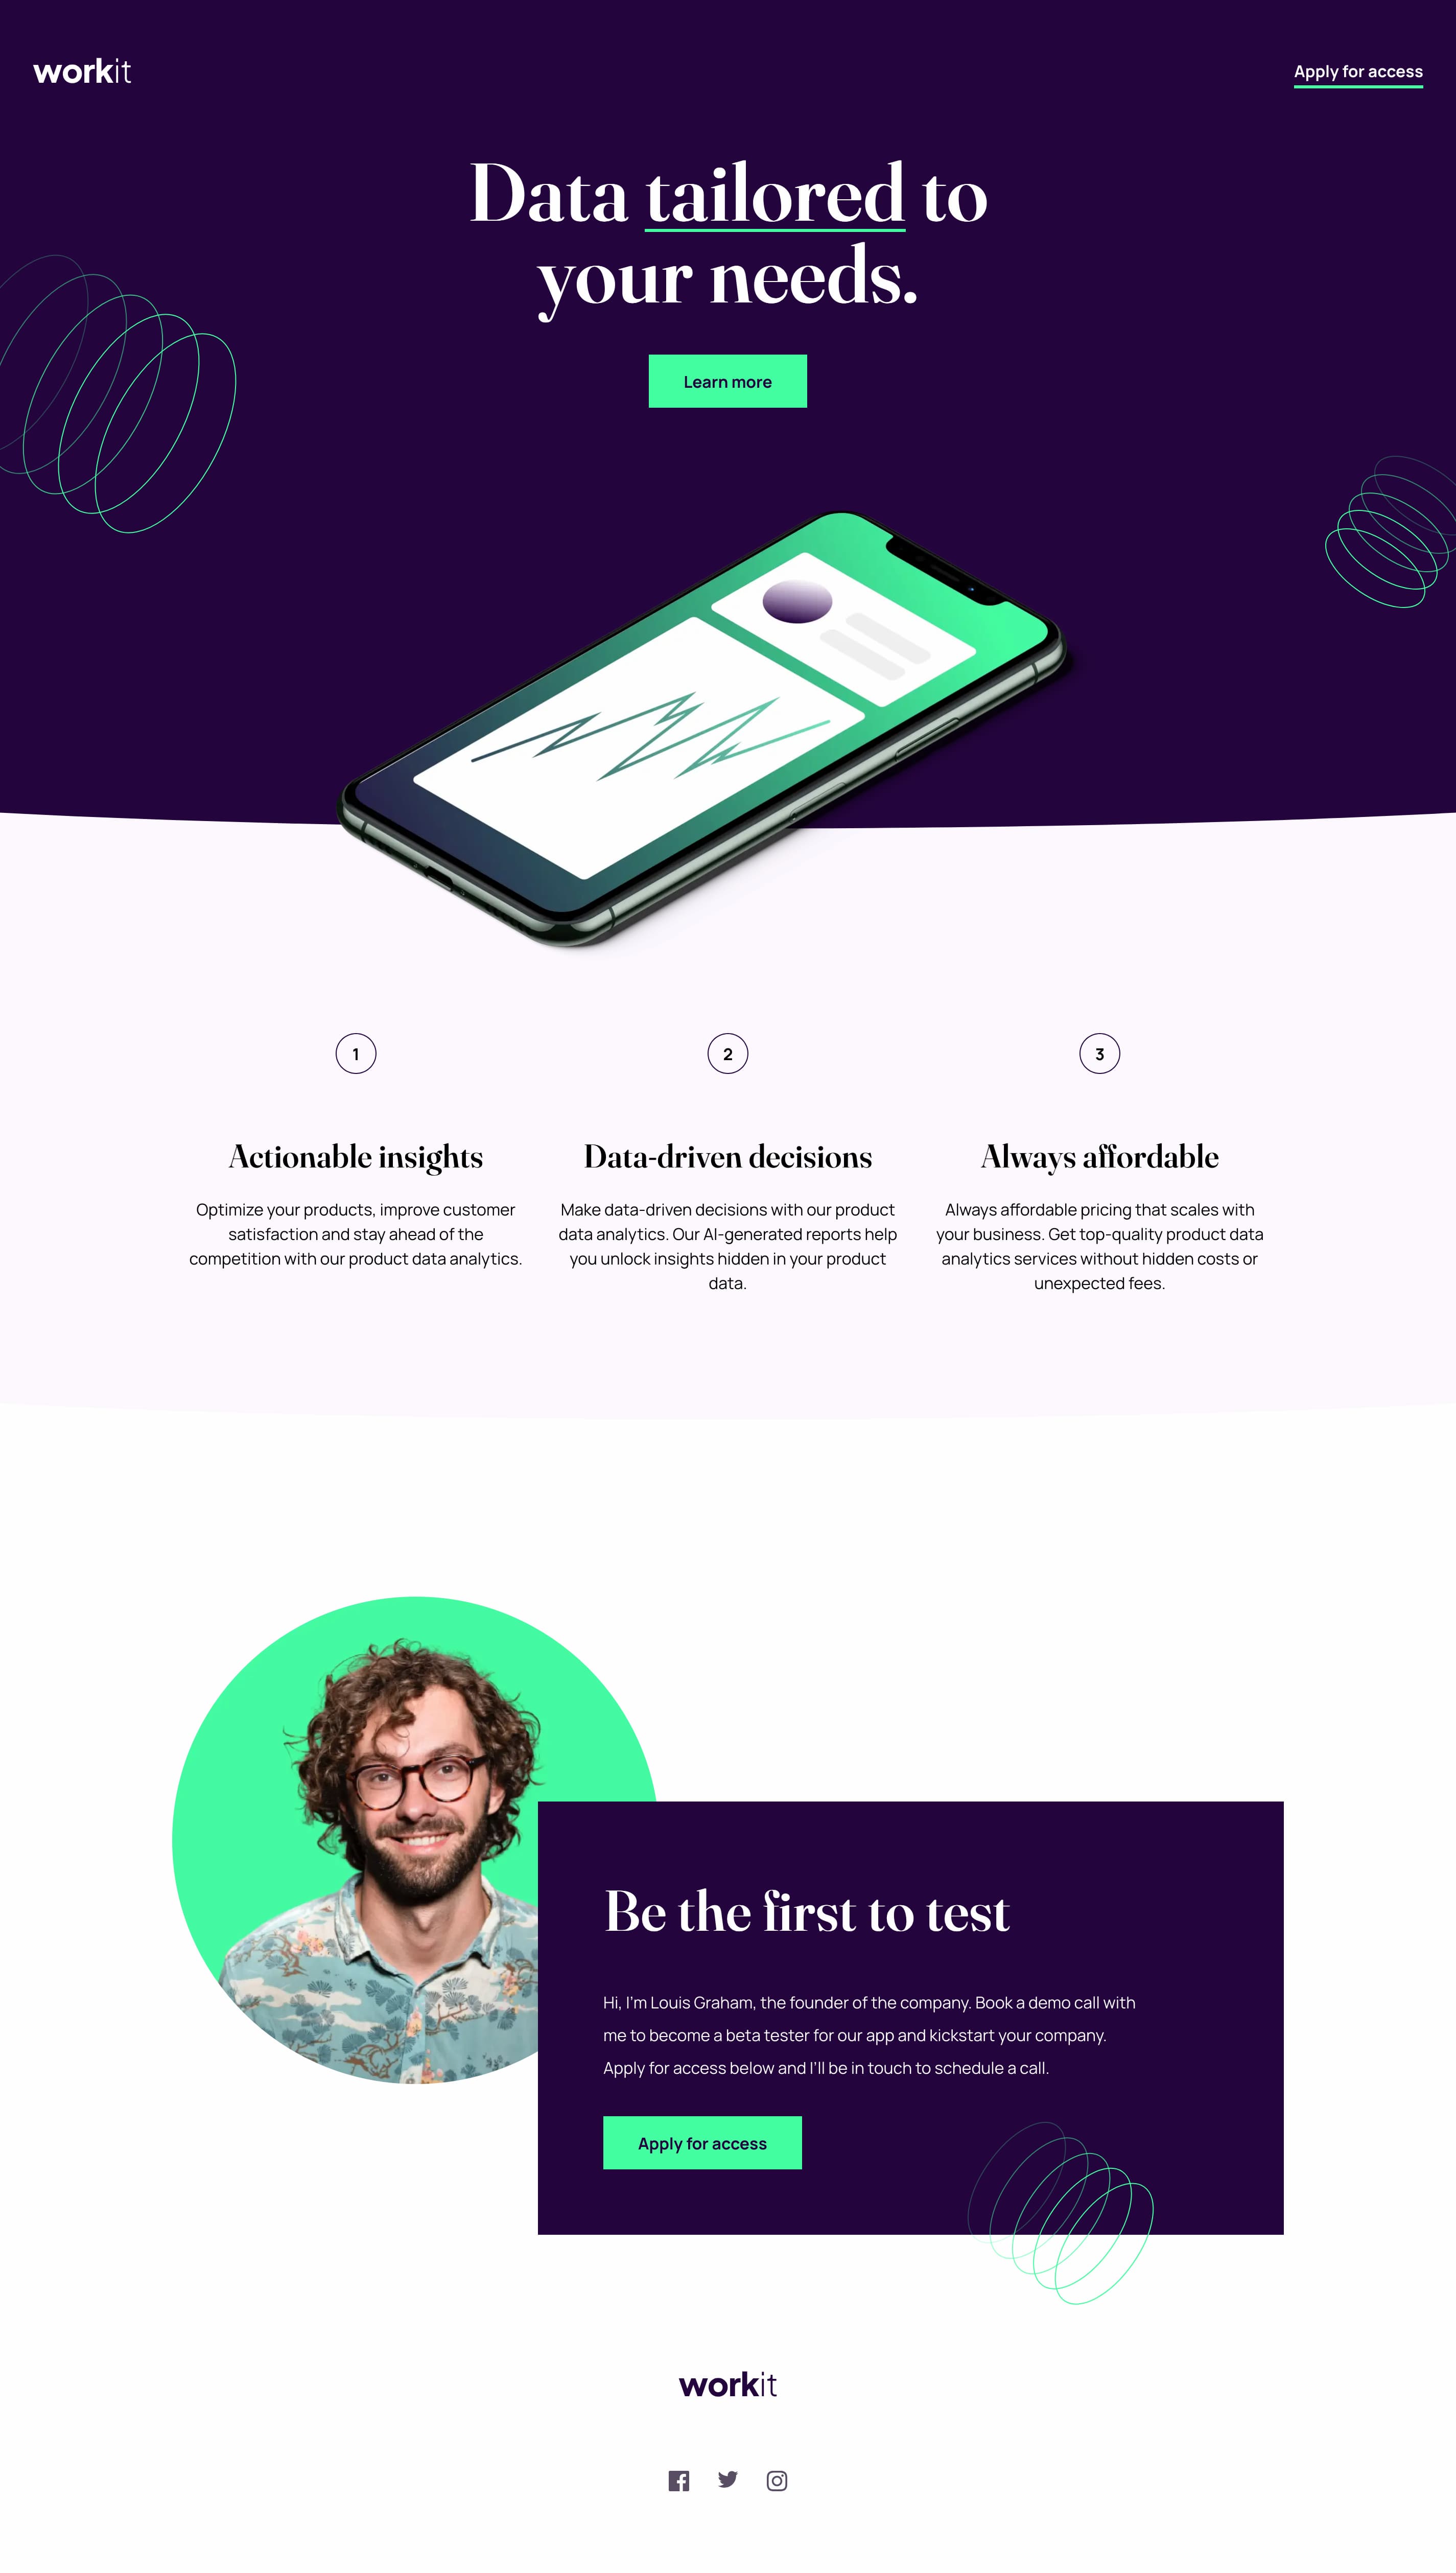 workit
Apply for access
Data tailored to
your needs.
Learn more
1
2
3
Actionable insights
Optimize your products, improve customer
satisfaction and stay ahead of the
competition with our product data analytics.
Data-driven decisions
Make data-driven decisions with our product
data analytics. Our AI-generated reports help
you unlock insights hidden in your product
data.
Always affordable
Always affordable pricing that scales with
your business. Get top-quality product data
analytics services without hidden costs or
unexpected fees.
Be the first to test
Hi, I'm Louis Graham, the founder of the company. Book a demo call with
me to become a beta tester for our app and kickstart your company.
Apply for access below and I'll be in touch to schedule a call.
Apply for access
workit